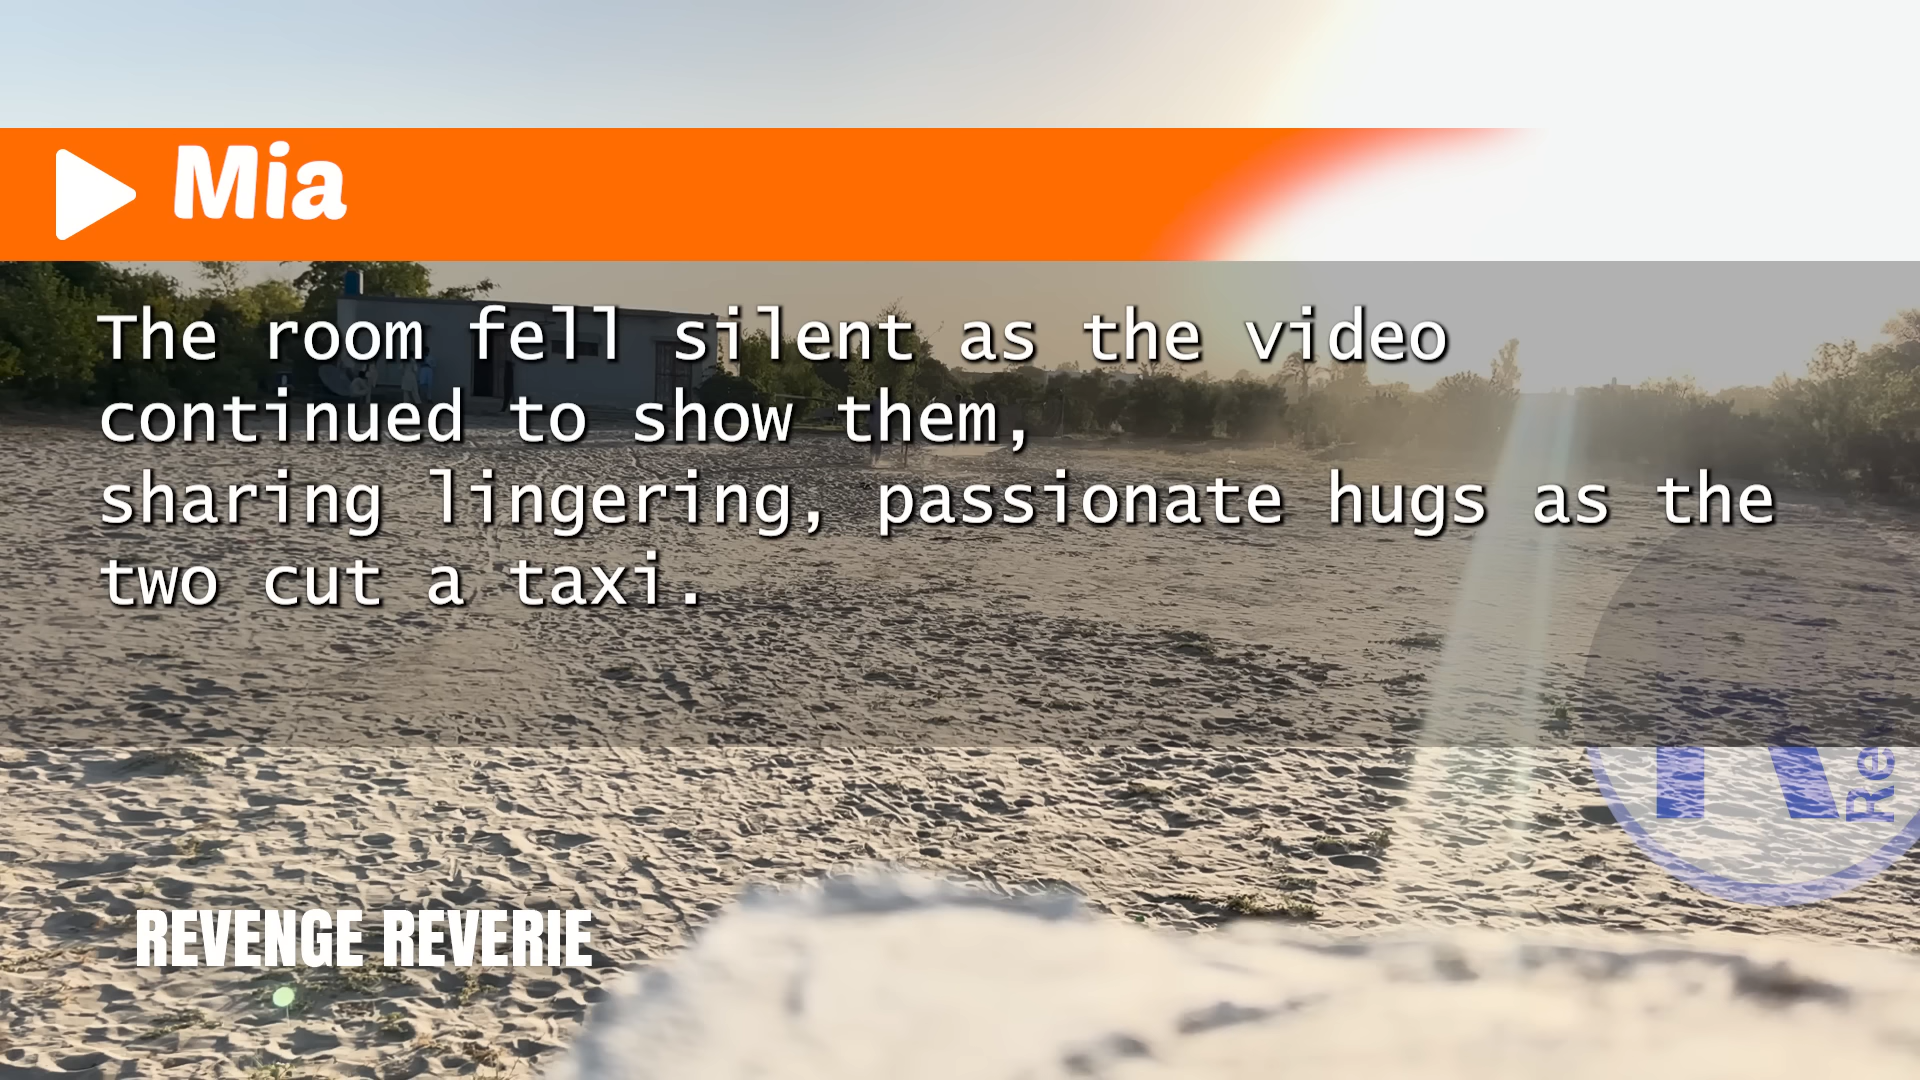 Mia
The room fell silent as the video
continued to show them,
sharing lingering, passionate hugs as the
two cut a taxi.
Re
REVENGE REVERIE